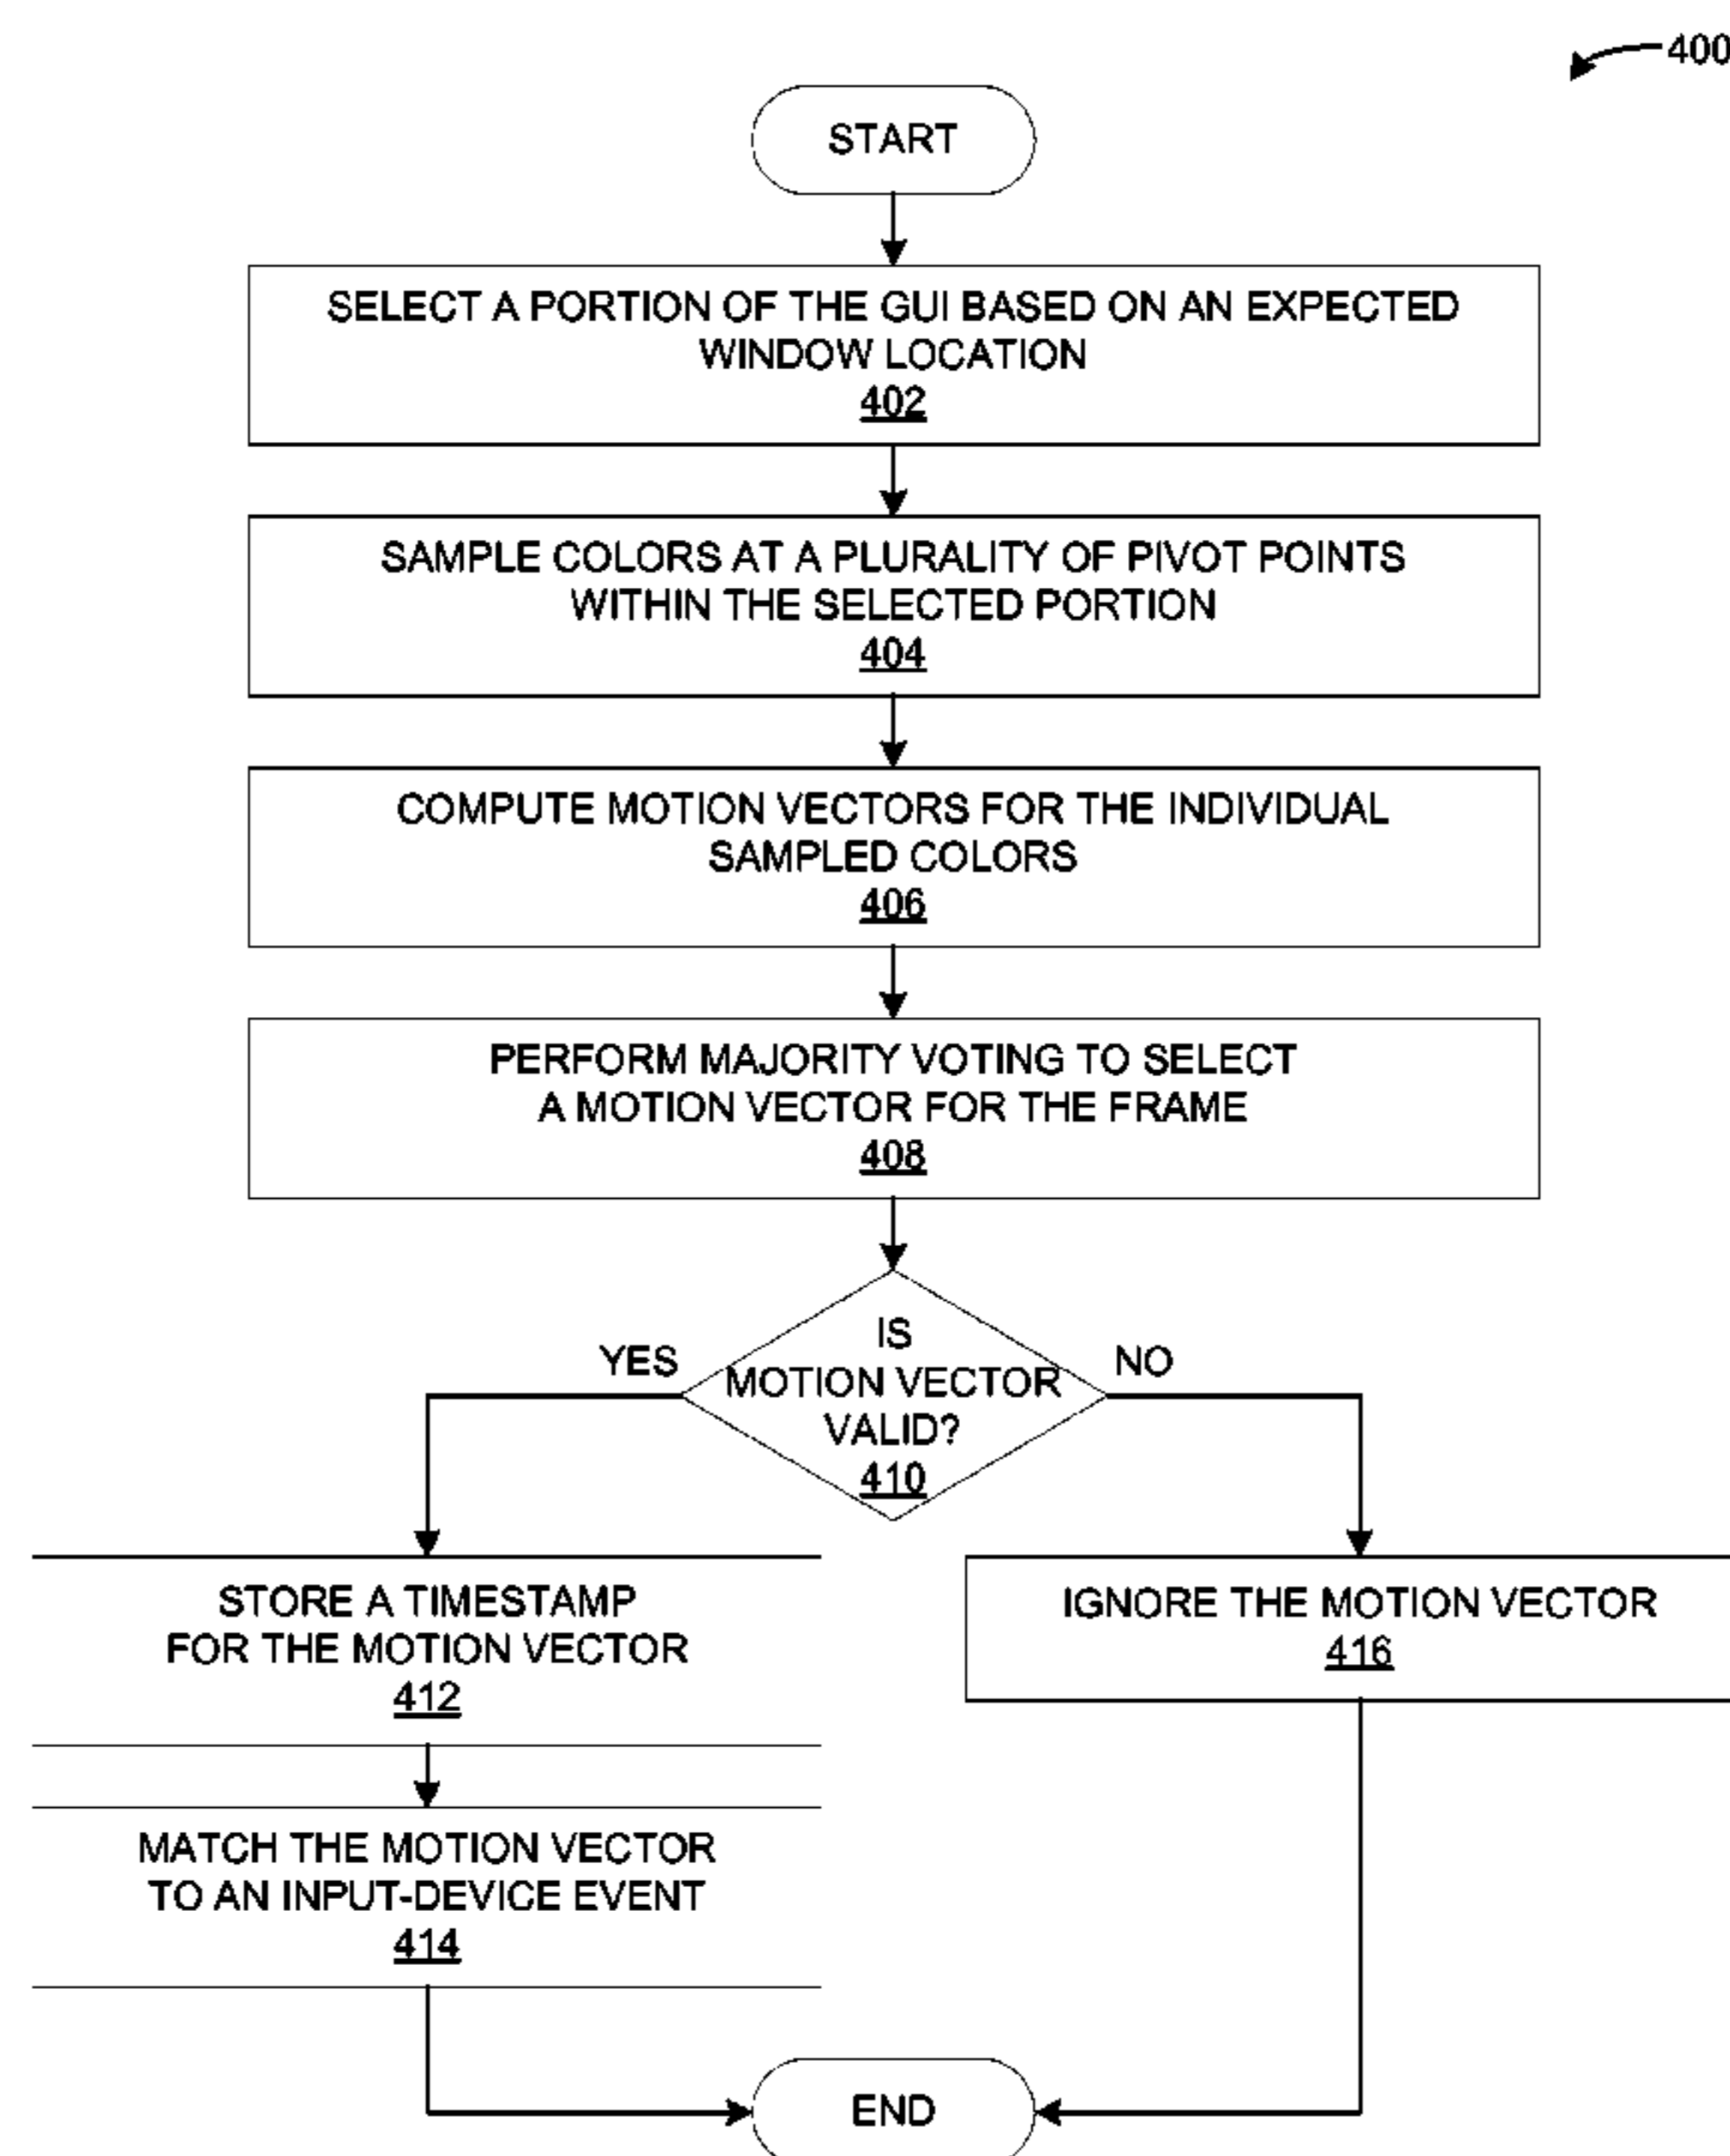 400
START
SELECT A PORTION OF THE GUI BASED ON AN EXPECTED
WINDOW LOCATION
402
SAMPLE COLORS AT A PLURALITY OF PIVOT POINTS
WITHIN THE SELECTED PORTION
404
COMPUTE MOTION VECTORS FOR THE INDIVIDUAL
SAMPLED COLORS
406
PERFORM MAJORITY VOTING TO SELECT
A MOTION VECTOR FOR THE FRAME
408
IS
MOTION VECTOR
VALID?
410
YES
NO
STORE A TIMESTAMP
FOR THE MOTION VECTOR
412
IGNORE THE MOTION VECTOR
416
MATCH THE MOTION VECTOR
TO AN INPUT-DEVICE EVENT
414
END